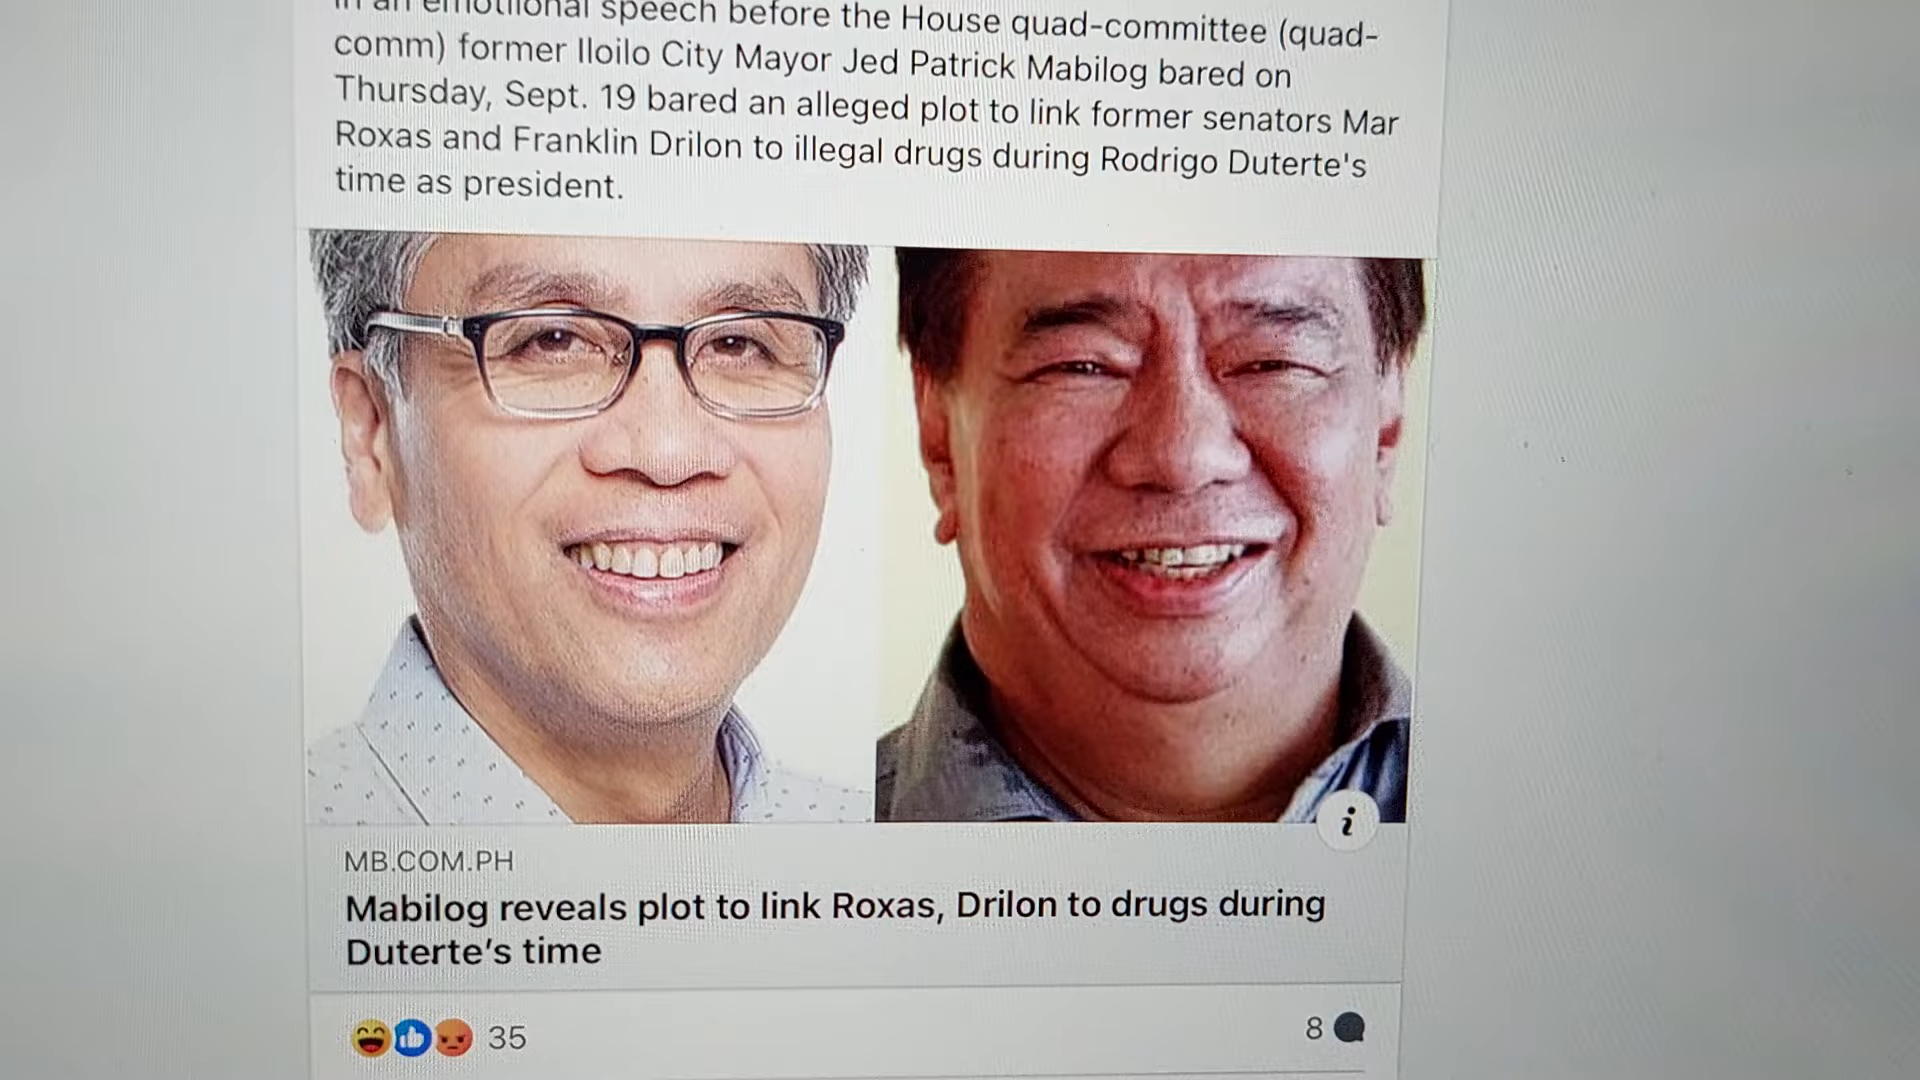 in an emotional speech before the House quad-committee (quad-
comm) former Iloilo City Mayor Jed Patrick Mabilog bared on
Thursday, Sept. 19 bared an alleged plot to link former senators Mar
Roxas and Franklin Drilon to illegal drugs during Rodrigo Duterte's
time as president.
i
MB.COM.PH
Mabilog reveals plot to link Roxas, Drilon to drugs during
Duterte's time
35
8